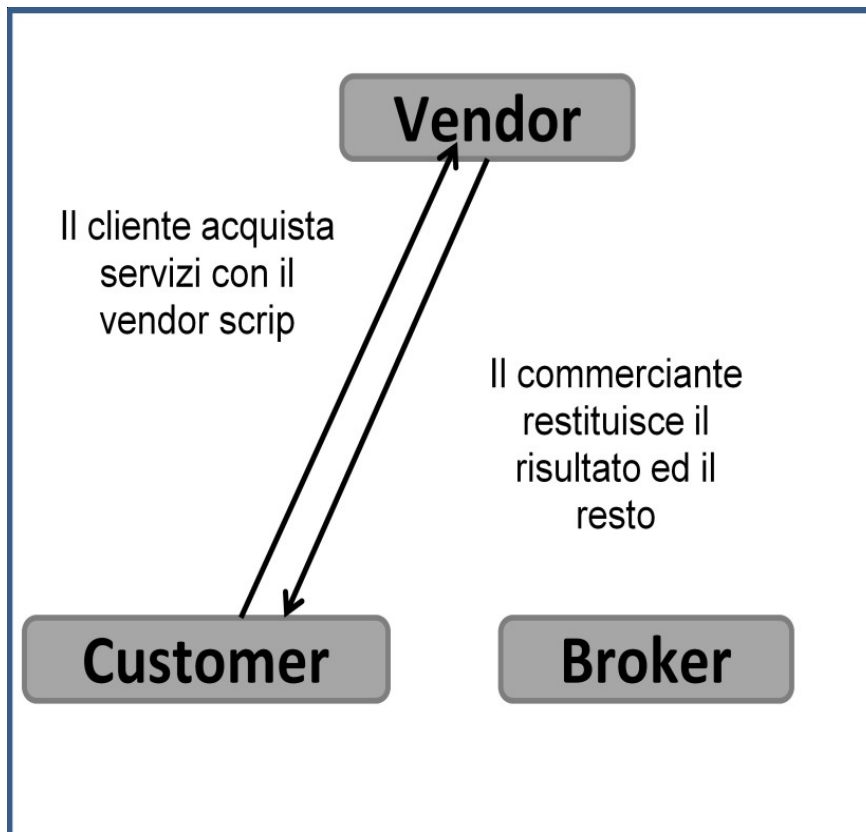 Vendor
Il cliente acquista
servizi con il
vendor scrip
Il commerciante
restituisce il
risultato ed il
resto
Customer
Broker